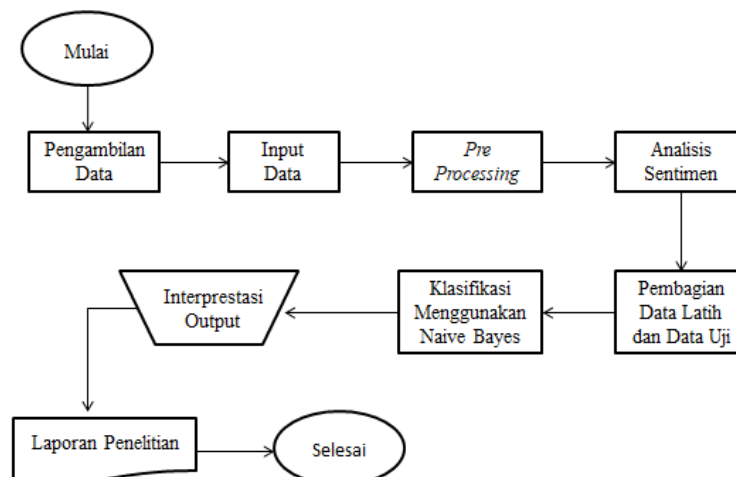 Mulai
Pengambilan
Data
Input
Data
Pre
Processing
Analisis
Sentimen
Pembagian
Data Latih
dan Data Uji
Klasifikasi
Menggunakan
Naive Bayes
Interprestasi
Output
Laporan Penelitian
Selesai